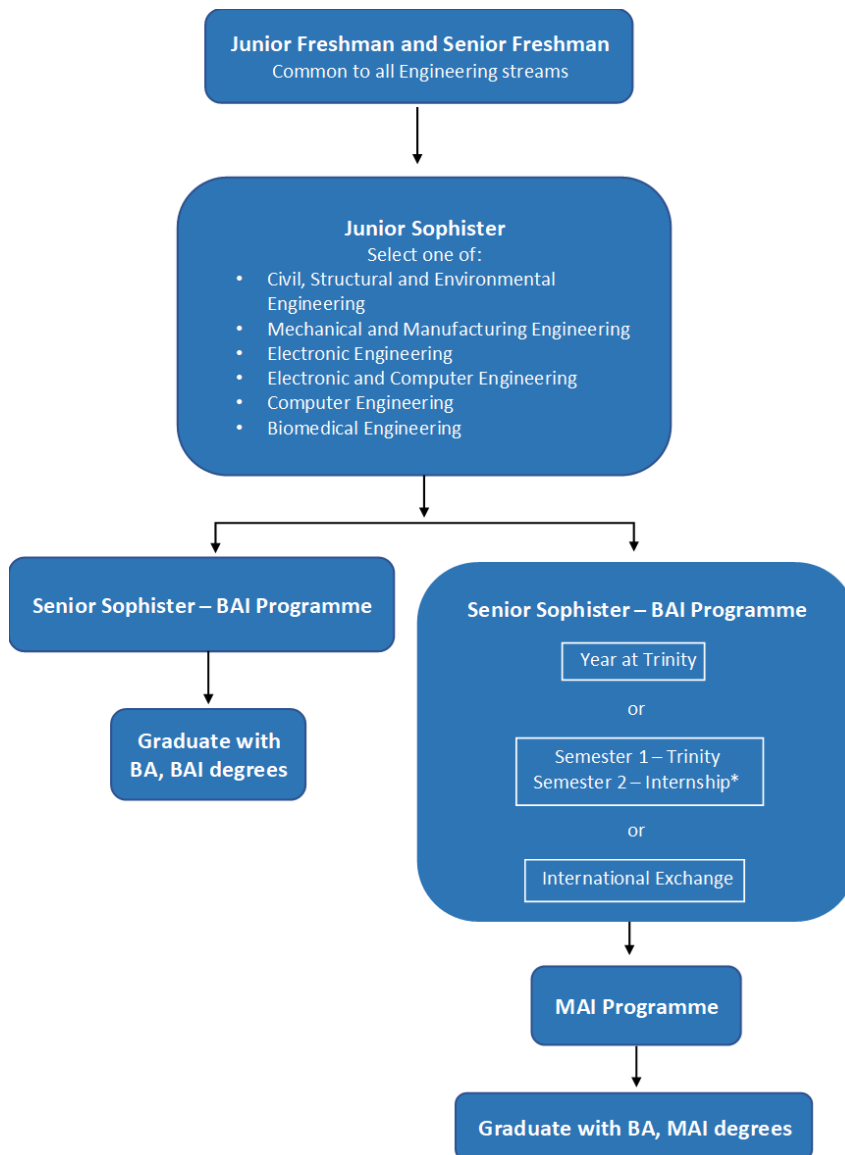 Junior Freshman and Senior Freshman
Common to all Engineering streams
Junior Sophister
Select one of:
• Civil, Structural and Environmental
Engineering
• Mechanical and Manufacturing Engineering
• Electronic Engineering
• Electronic and Computer Engineering
• Computer Engineering
• Biomedical Engineering
Senior Sophister – BAI Programme
Graduate with
BA, BAI degrees
Senior Sophister – BAI Programme
Year at Trinity
or
Semester 1 – Trinity
Semester 2 – Internship*
or
International Exchange
MAI Programme
Graduate with BA, MAI degrees